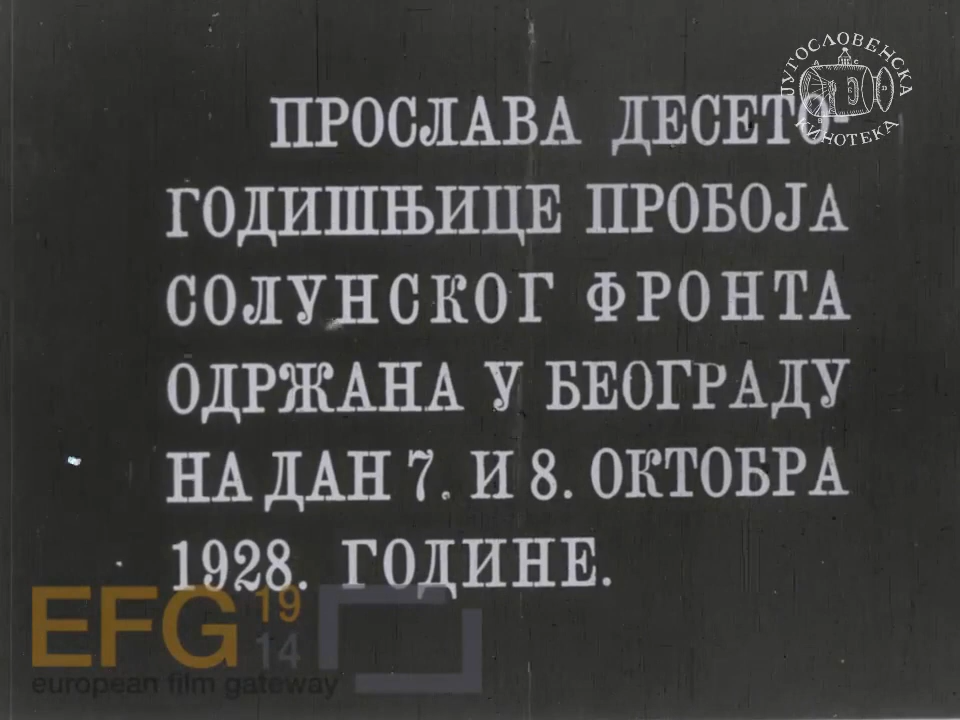 ЈУГОСЛОВЕНСКА
КИНОТЕКА
ПРОСЛАВА ДЕСЕТО-
ГОДИШЊИЦЕ ПРОБОЈА
СОЛУНСКОГ ФРОНТА
ОДРЖАНА У БЕОГРАДУ
НА ДАН 7. И 8. ОКТОБРА
1928. ГОДИНЕ.
EFG 19
14
european film gateway